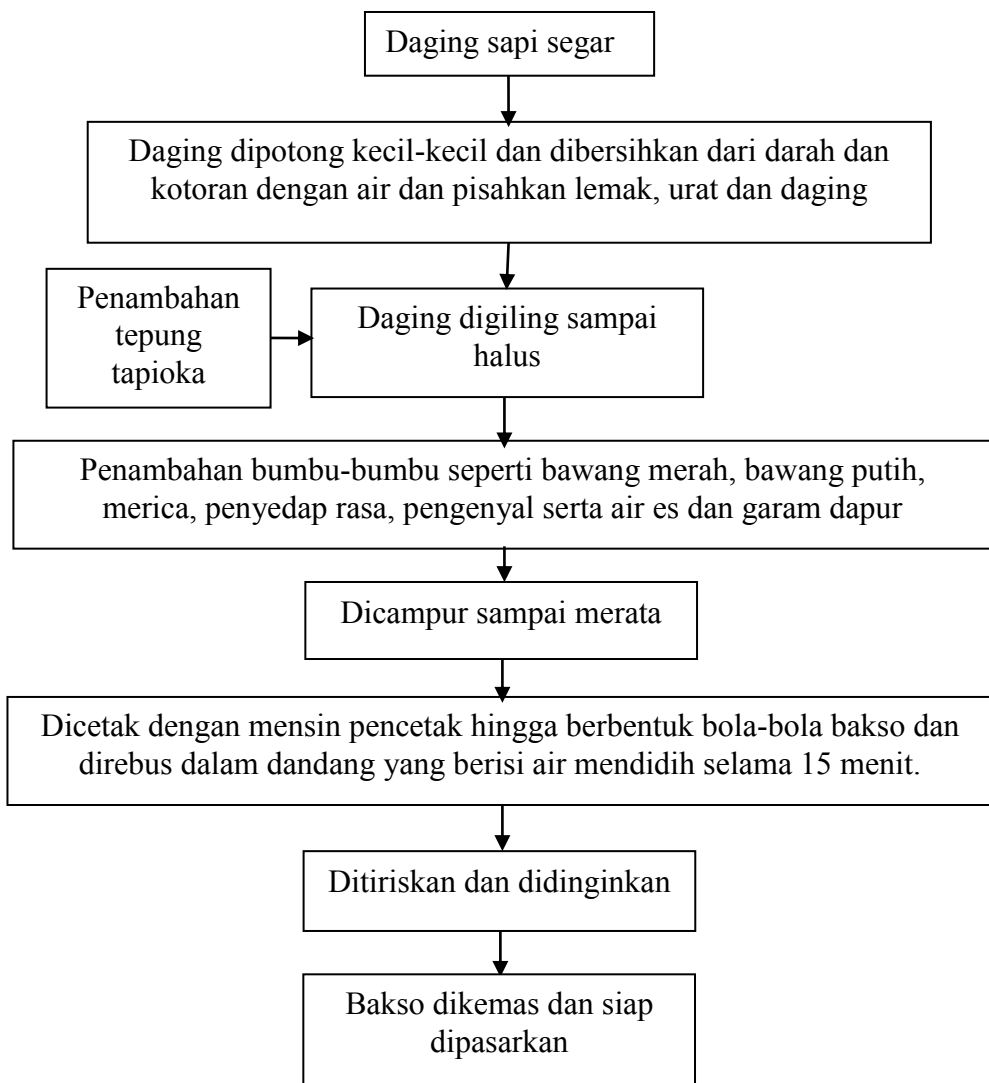 Daging sapi segar
Daging dipotong kecil-kecil dan dibersihkan dari darah dan
kotoran dengan air dan pisahkan lemak, urat dan daging
Penambahan
tepung
tapioka
Daging digiling sampai
halus
Penambahan bumbu-bumbu seperti bawang merah, bawang putih,
merica, penyedap rasa, pengenyal serta air es dan garam dapur
Dicampur sampai merata
Dicetak dengan mensin pencetak hingga berbentuk bola-bola bakso dan
direbus dalam dandang yang berisi air mendidih selama 15 menit.
Ditiriskan dan didinginkan
Bakso dikemas dan siap
dipasarkan